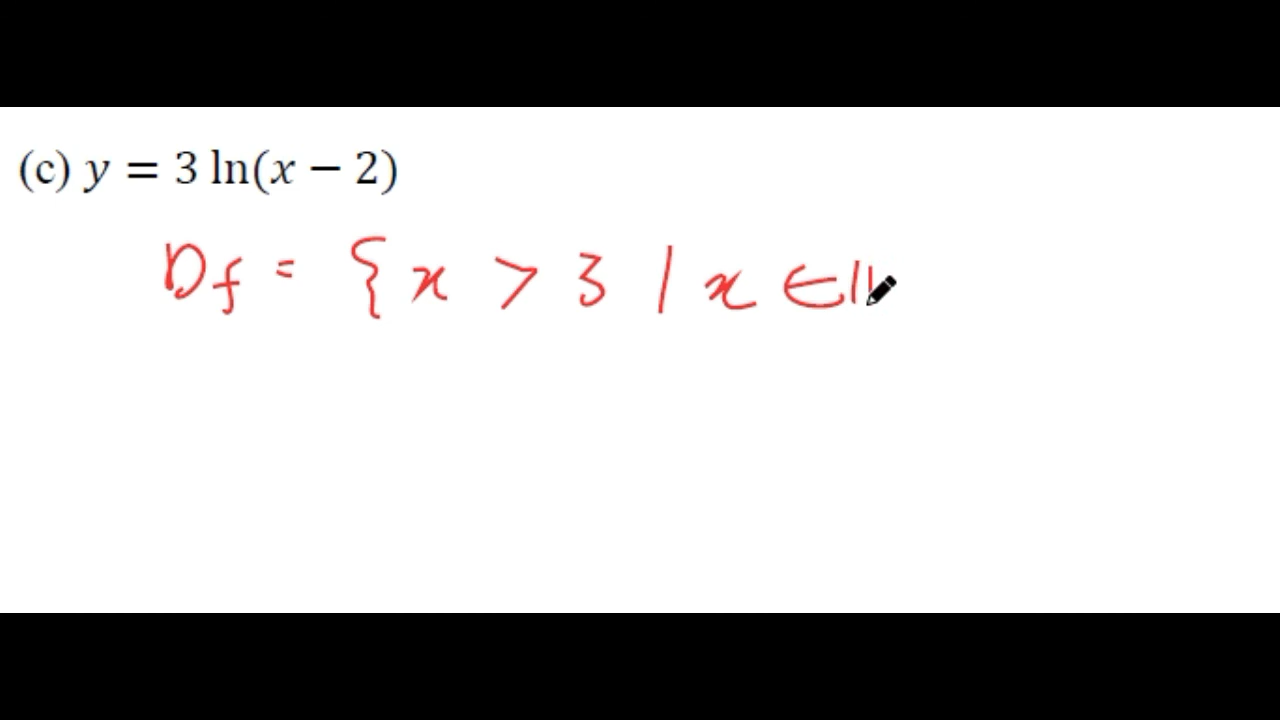 (c) y = 3 ln(x − 2)
Df = { x > 3 | x ∈